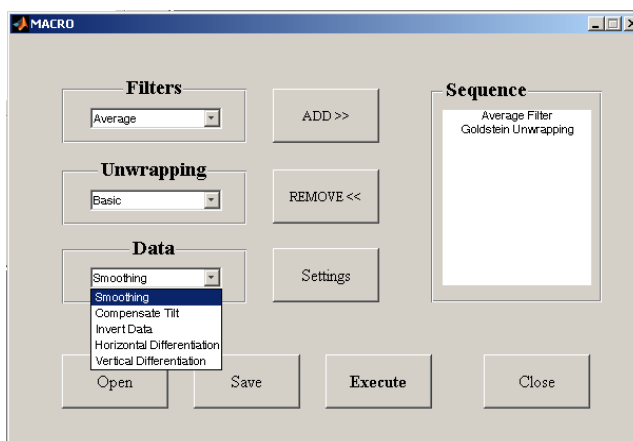 MACRO
Filters
Average
ADD >>
Sequence
Average Filter
Goldstein Unwrapping
Unwrapping
Basic
REMOVE <<
Data
Smoothing
Settings
Smoothing
Compensate Tilt
Invert Data
Horizontal Differentiation
Vertical Differentiation
Open
Save
Execute
Close